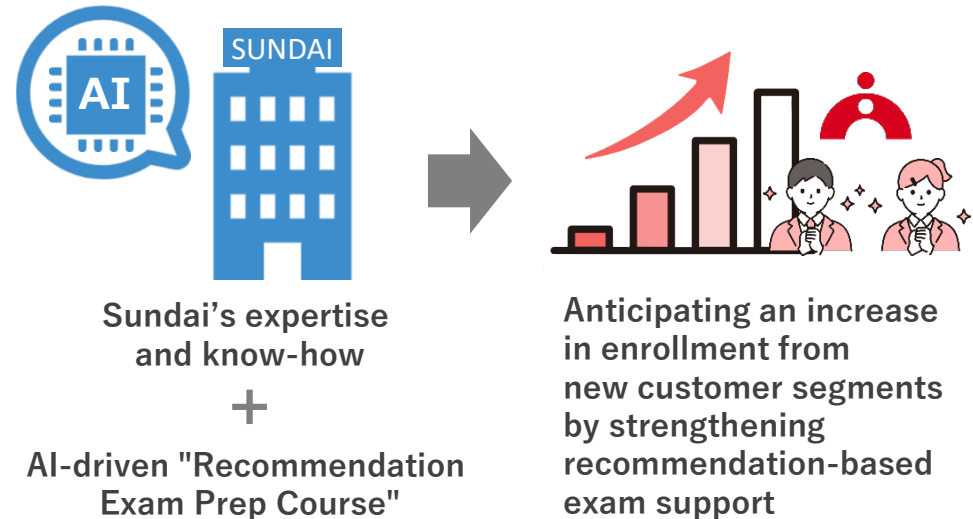 AI
SUNDAI
Sundai’s expertise
and know-how
+
AI-driven "Recommendation
Exam Prep Course"
Anticipating an increase
in enrollment from
new customer segments
by strengthening
recommendation-based
exam support